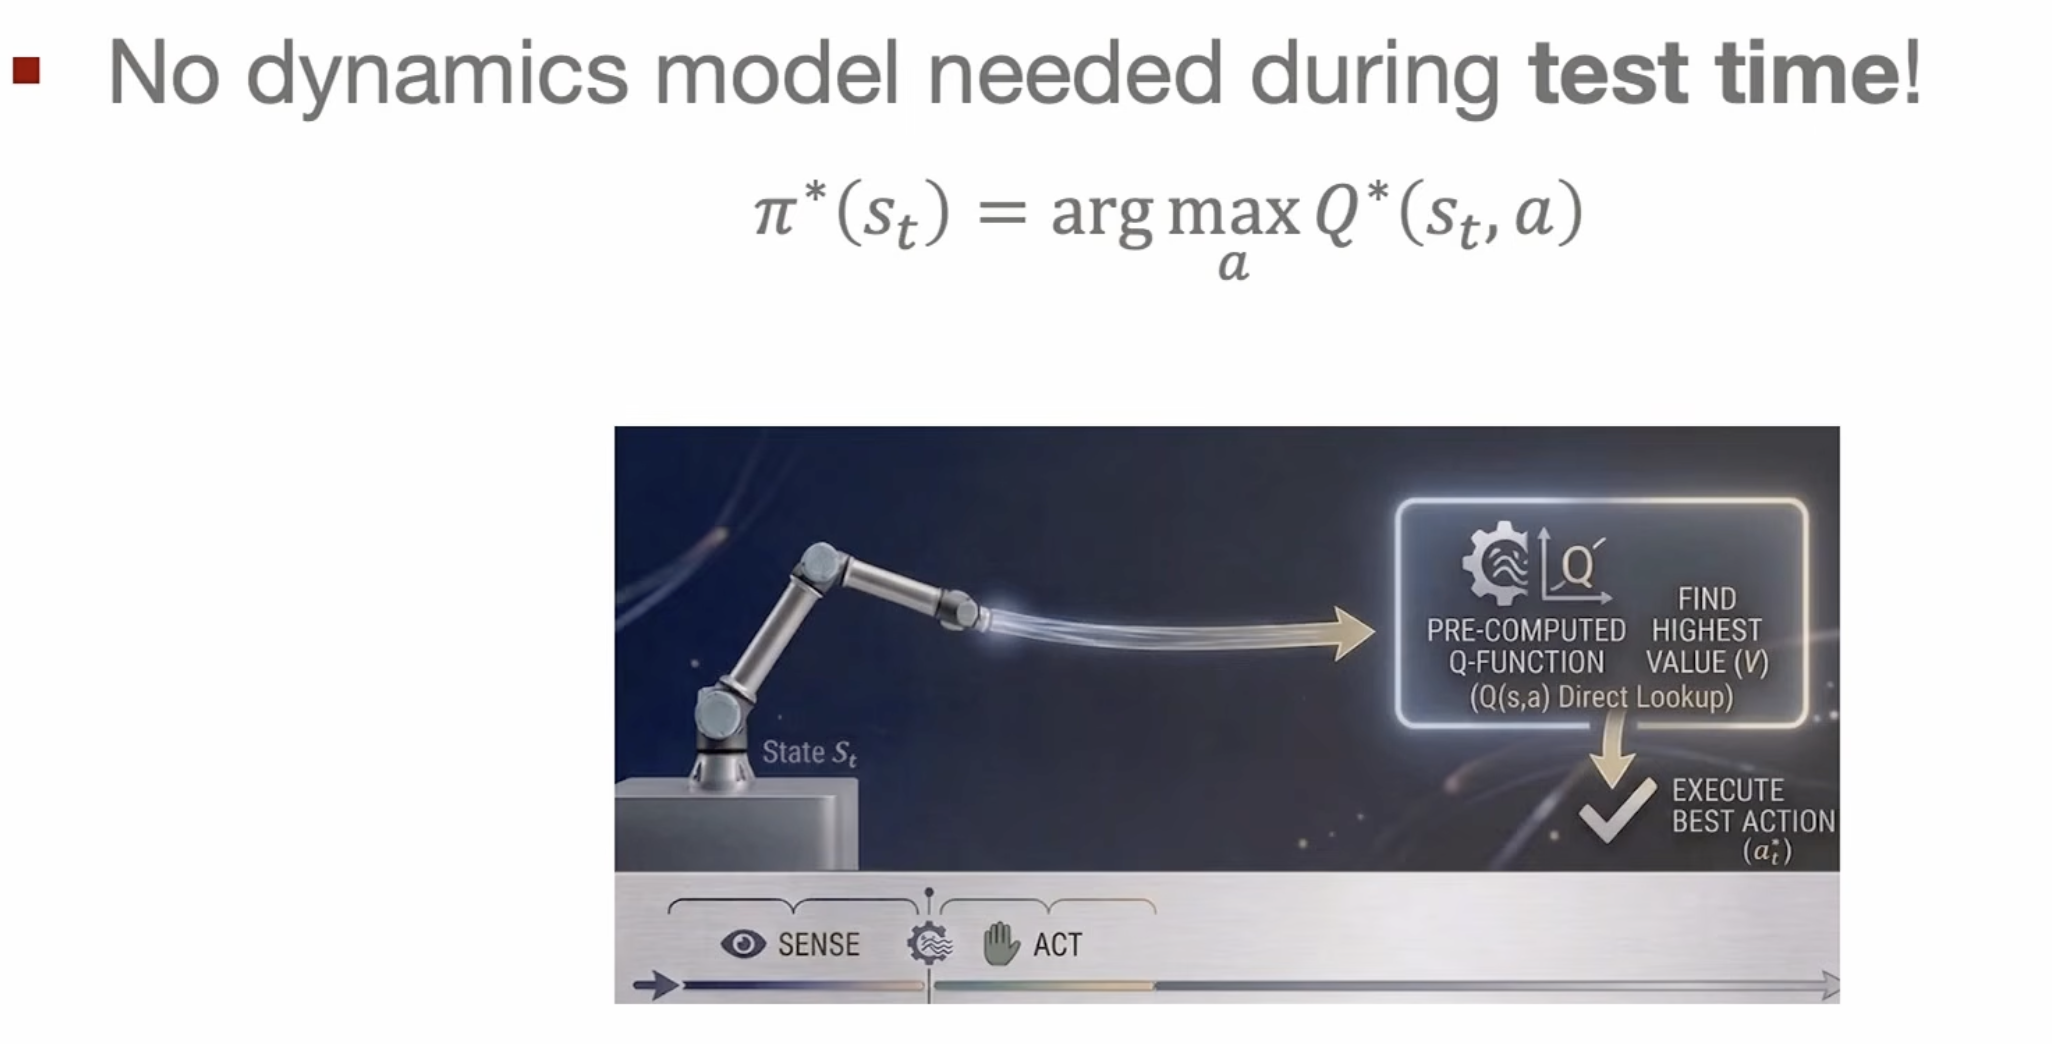 No dynamics model needed during test time!
π*(sₜ) = arg max Q*(sₜ, a)
a
Q´
PRE-COMPUTED
Q-FUNCTION
FIND
HIGHEST
VALUE (V)
(Q(s,a) Direct Lookup)
State Sₜ
EXECUTE
BEST ACTION
(aₜ*)
SENSE
ACT